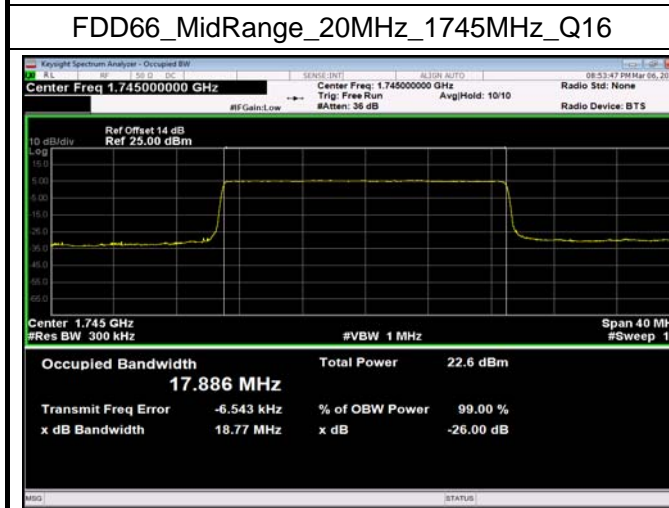 FDD66_MidRange_20MHz_1745MHz_Q16
Keysight Spectrum Analyzer - Occupied BW
RL RF 50 Ω DC SENSE:INT ALIGN AUTO 08:53:47 PM Mar 06, 20
Center Freq 1.745000000 GHz Center Freq: 1.745000000 GHz Radio Std: None
Trig: Free Run Avg|Hold: 10/10
#IFGain:Low #Atten: 36 dB Radio Device: BTS
Ref Offset 14 dB
10 dB/div Ref 25.00 dBm
Log
15.0
5.00
-5.00
-15.0
-25.0
-35.0
-45.0
-55.0
-65.0
Center 1.745 GHz Span 40 MH
#Res BW 300 kHz #VBW 1 MHz #Sweep 1
Occupied Bandwidth Total Power 22.6 dBm
17.886 MHz
Transmit Freq Error -6.543 kHz % of OBW Power 99.00 %
x dB Bandwidth 18.77 MHz x dB -26.00 dB
MSG STATUS